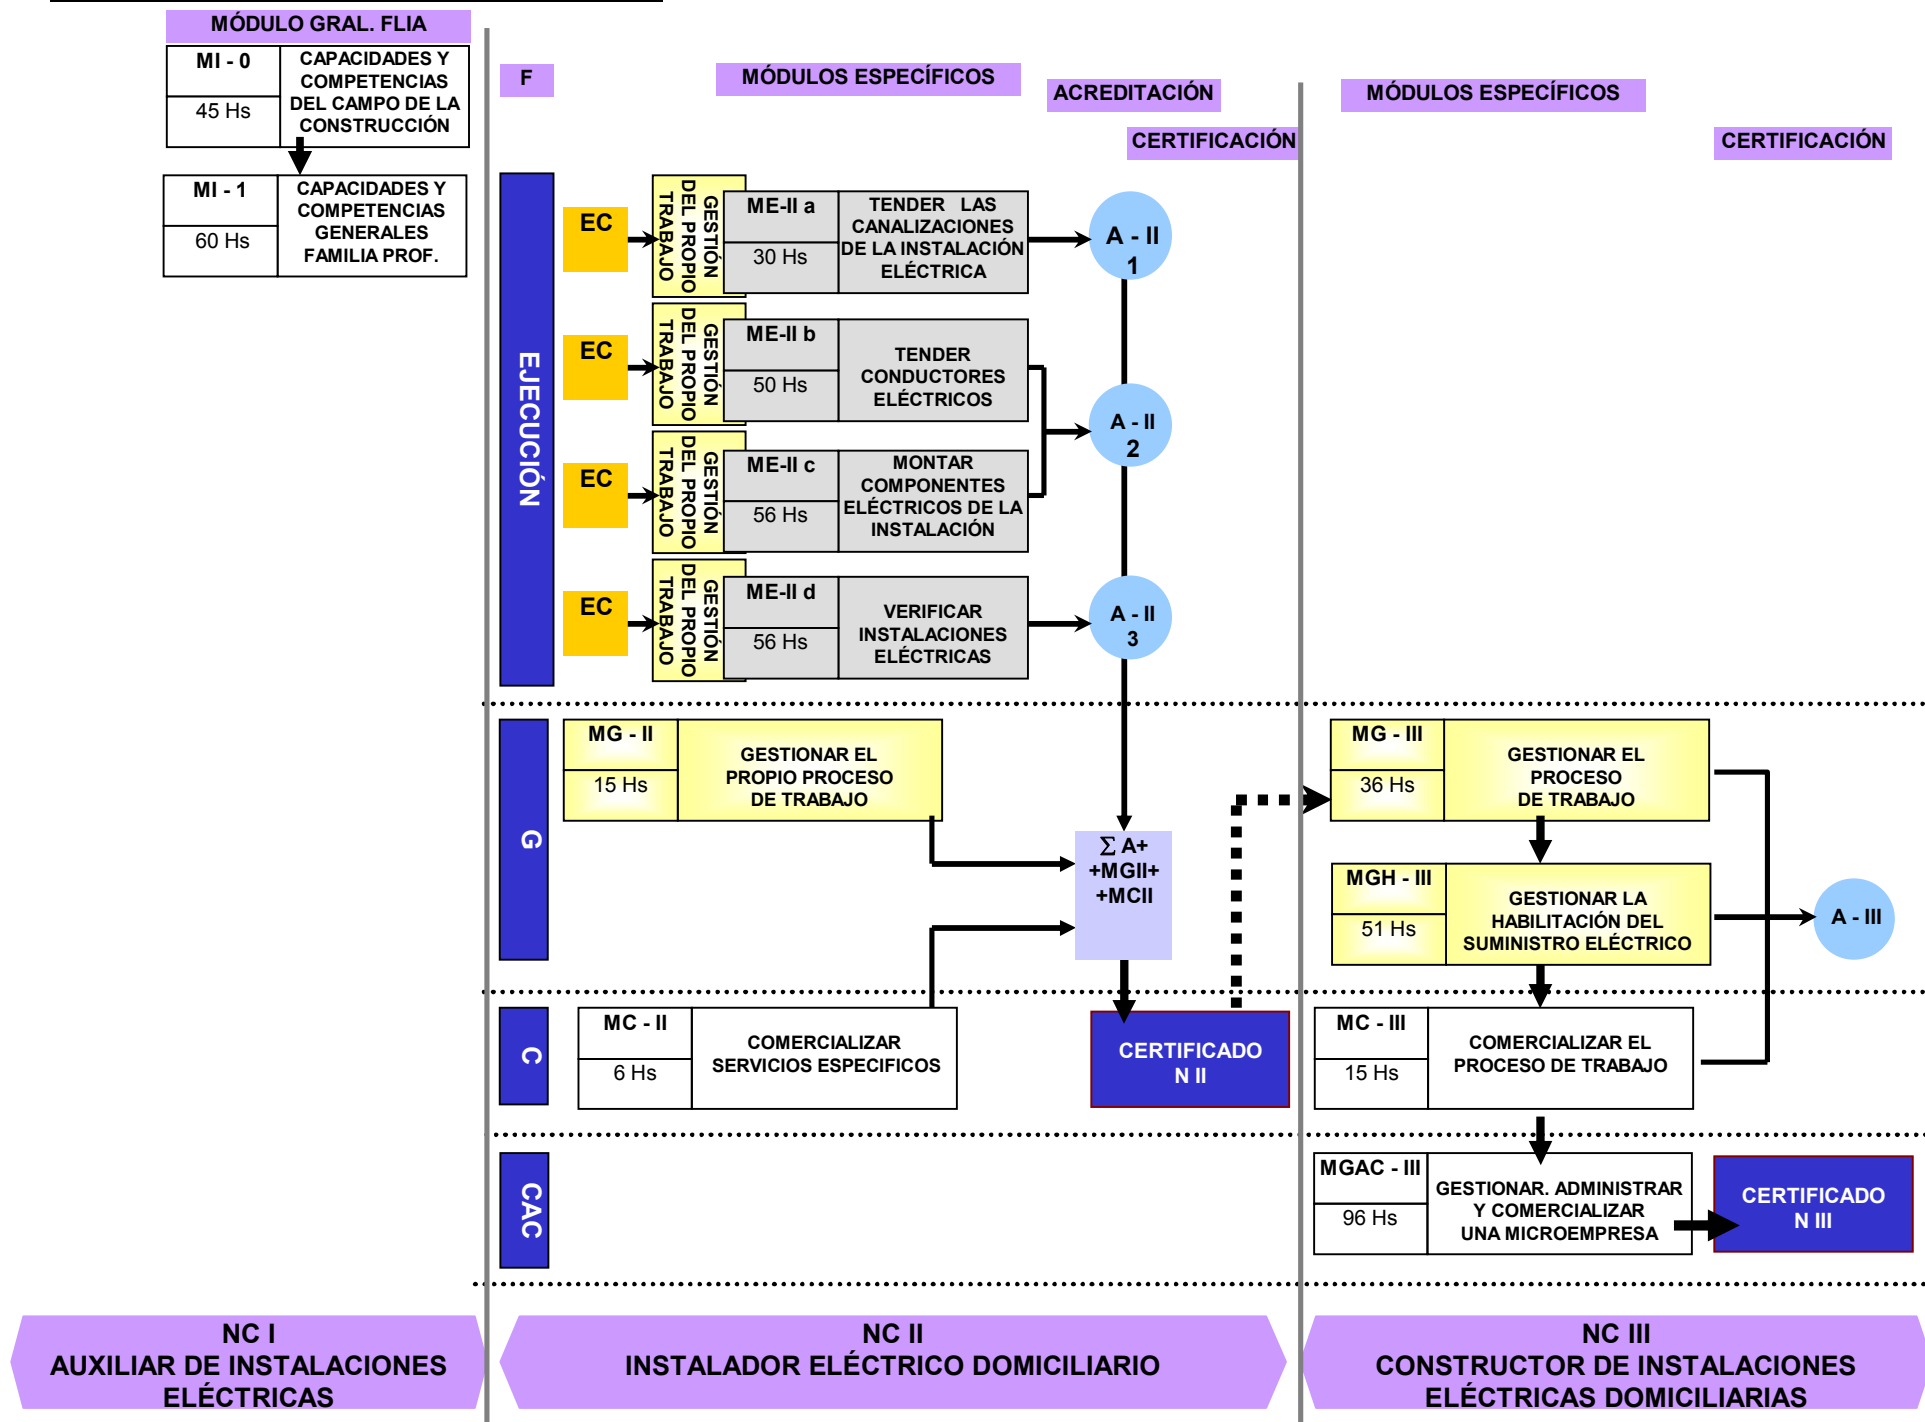 MÓDULO GRAL. FLIA
MI - 0
45 Hs
CAPACIDADES Y
COMPETENCIAS
DEL CAMPO DE LA
CONSTRUCCIÓN
MI - 1
60 Hs
CAPACIDADES Y
COMPETENCIAS
GENERALES
FAMILIA PROF.
F
MÓDULOS ESPECÍFICOS
ACREDITACIÓN
CERTIFICACIÓN
MÓDULOS ESPECÍFICOS
CERTIFICACIÓN
EJECUCIÓN
EC
GESTIÓN
DEL PROPIO
TRABAJO
ME-II a
30 Hs
TENDER LAS
CANALIZACIONES
DE LA INSTALACIÓN
ELÉCTRICA
A - II
1
EC
GESTIÓN
DEL PROPIO
TRABAJO
ME-II b
50 Hs
TENDER
CONDUCTORES
ELÉCTRICOS
A - II
2
EC
GESTIÓN
DEL PROPIO
TRABAJO
ME-II c
56 Hs
MONTAR
COMPONENTES
ELÉCTRICOS DE LA
INSTALACIÓN
EC
GESTIÓN
DEL PROPIO
TRABAJO
ME-II d
56 Hs
VERIFICAR
INSTALACIONES
ELÉCTRICAS
A - II
3
G
MG - II
15 Hs
GESTIONAR EL
PROPIO PROCESO
DE TRABAJO
Σ A+
+MGII+
+MCII
MG - III
36 Hs
GESTIONAR EL
PROCESO
DE TRABAJO
MGH - III
51 Hs
GESTIONAR LA
HABILITACIÓN DEL
SUMINISTRO ELÉCTRICO
A - III
C
MC - II
6 Hs
COMERCIALIZAR
SERVICIOS ESPECIFICOS
CERTIFICADO
N II
MC - III
15 Hs
COMERCIALIZAR EL
PROCESO DE TRABAJO
CAC
MGAC - III
96 Hs
GESTIONAR. ADMINISTRAR
Y COMERCIALIZAR
UNA MICROEMPRESA
CERTIFICADO
N III
NC I
AUXILIAR DE INSTALACIONES
ELÉCTRICAS
NC II
INSTALADOR ELÉCTRICO DOMICILIARIO
NC III
CONSTRUCTOR DE INSTALACIONES
ELÉCTRICAS DOMICILIARIAS